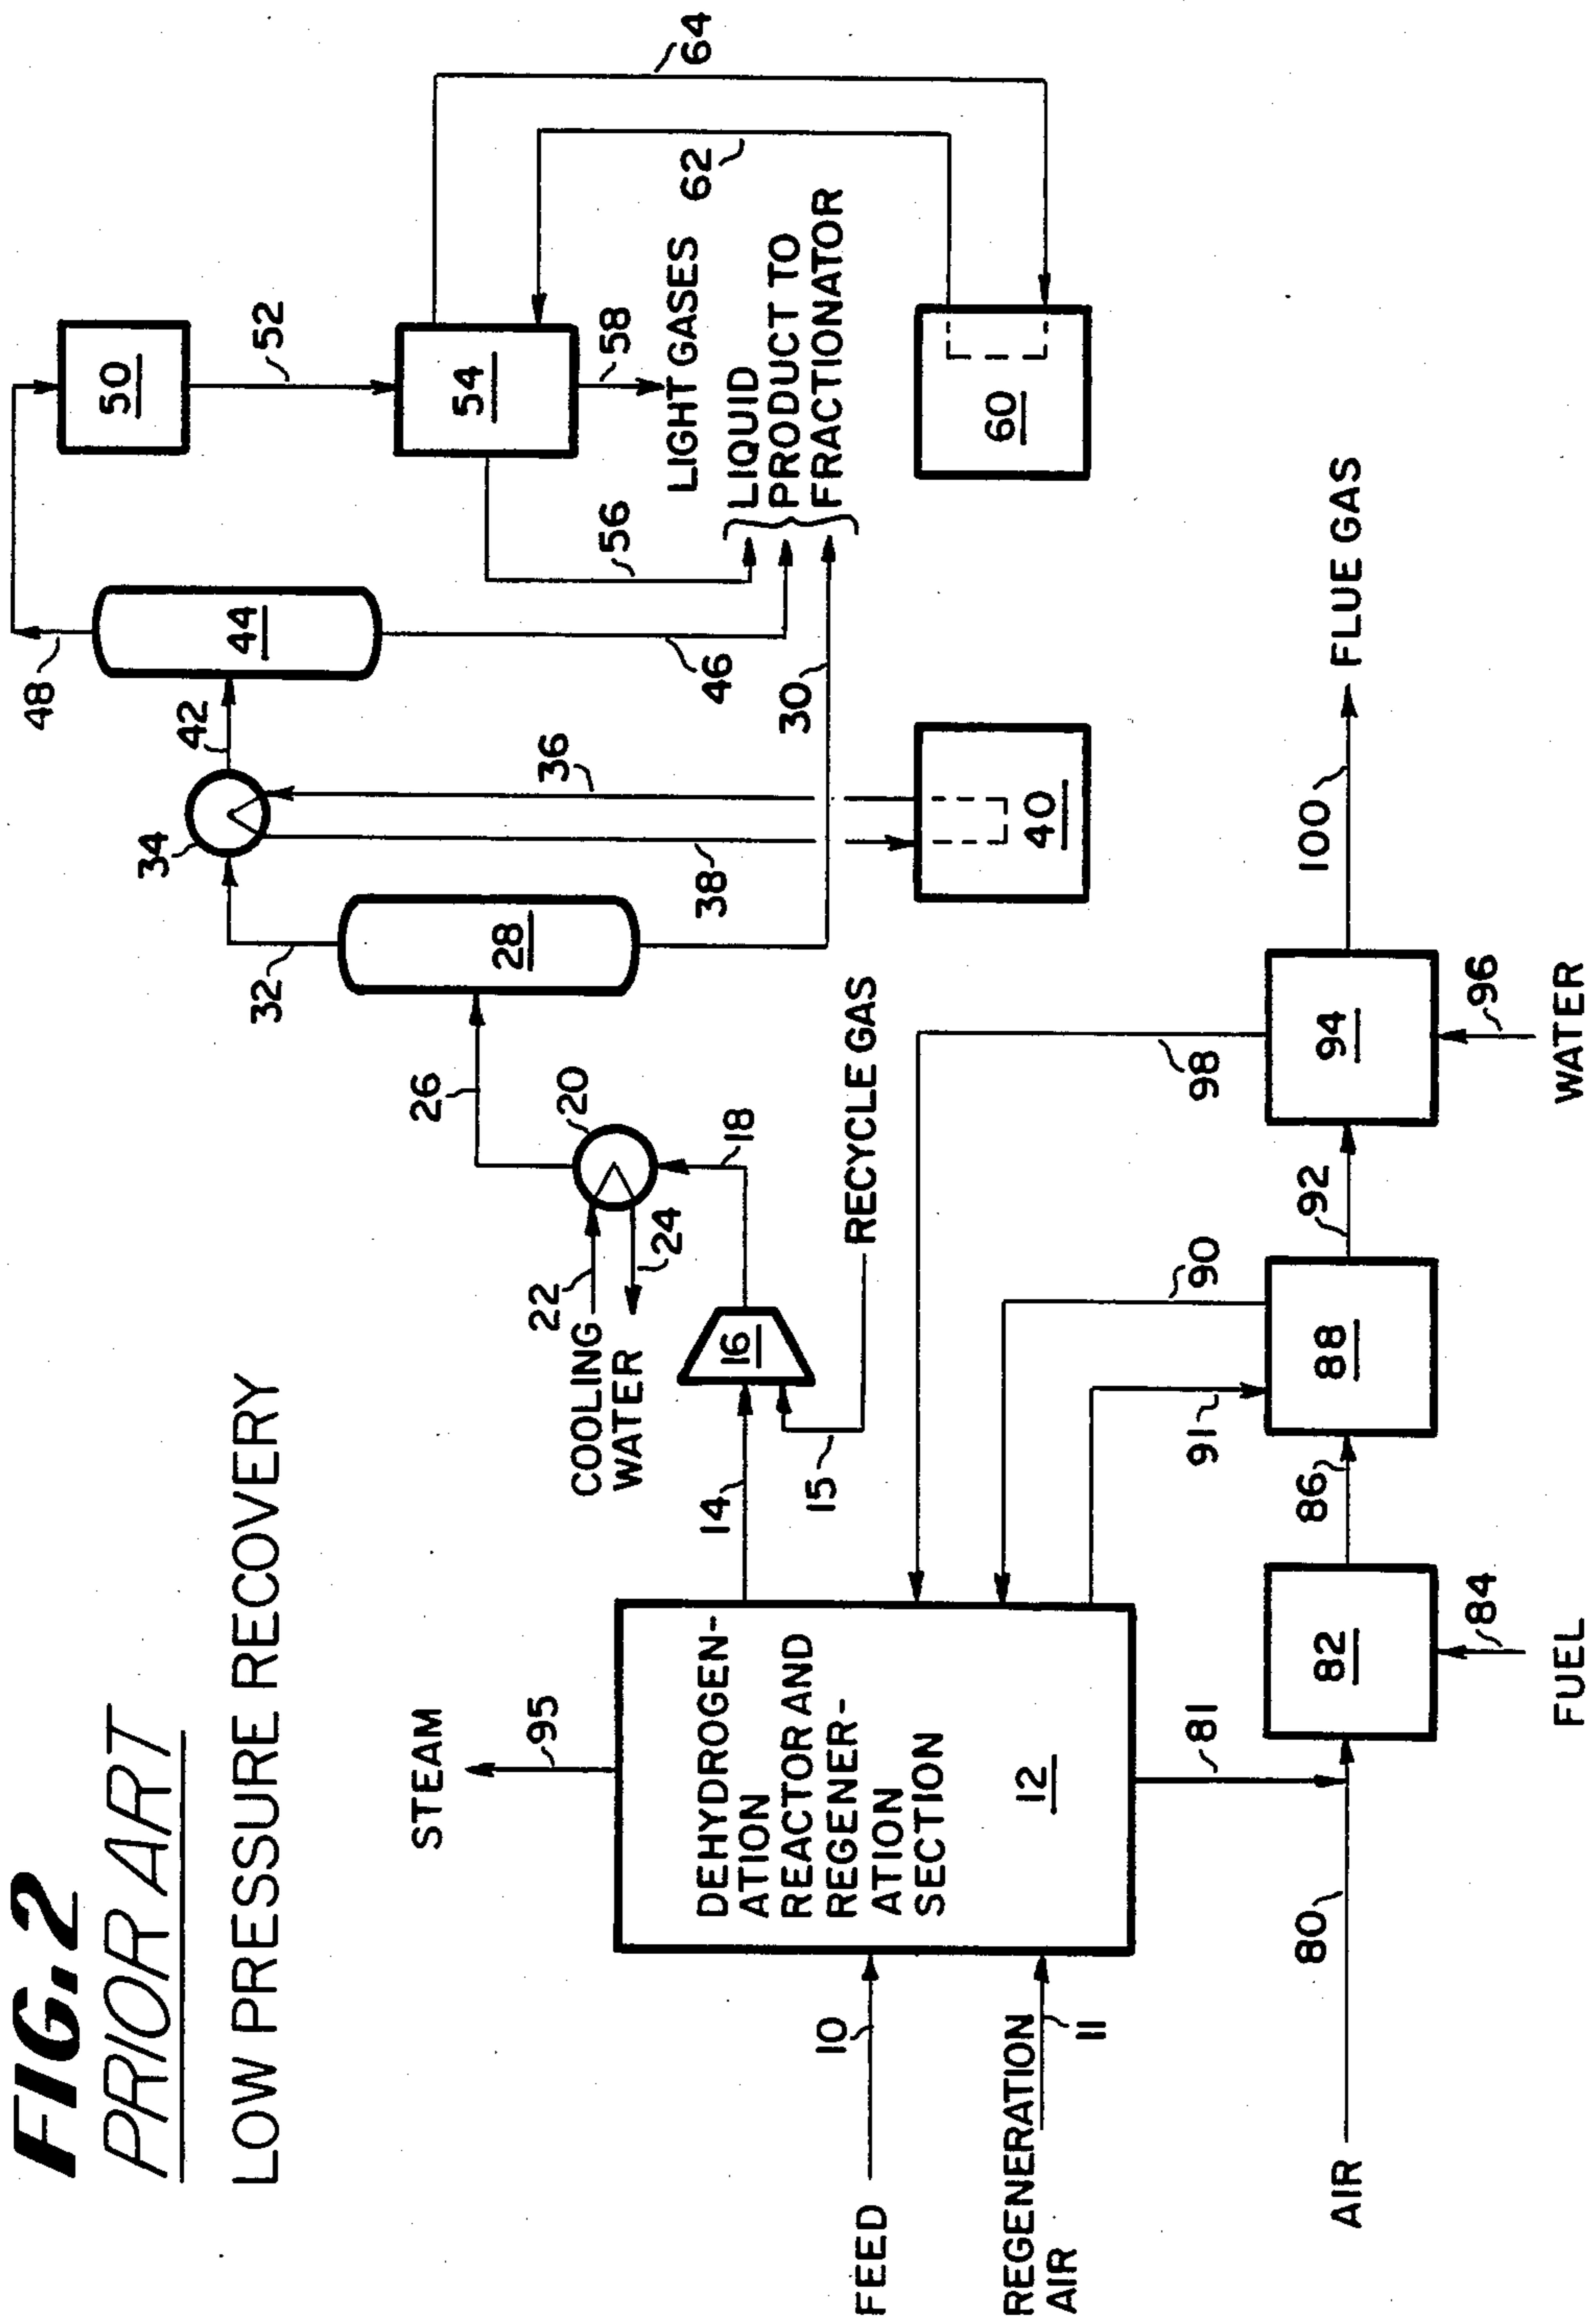 FIG. 2
PRIOR ART
LOW PRESSURE RECOVERY
48
50
52
44
42
34
32
54
64
62
58
LIGHT GASES
56
LIQUID
PRODUCT TO
FRACTIONATOR
46
30
36
38
40
60
28
26
20
22
24
COOLING
WATER
18
16
14
15
RECYCLE GAS
STEAM
95
DEHYDROGEN-
ATION
REACTOR AND
REGENER-
ATION
SECTION
12
FEED
10
REGENERATION
AIR
11
81
98
90
91
AIR
80
82
84
FUEL
86
88
92
94
96
WATER
100
FLUE GAS